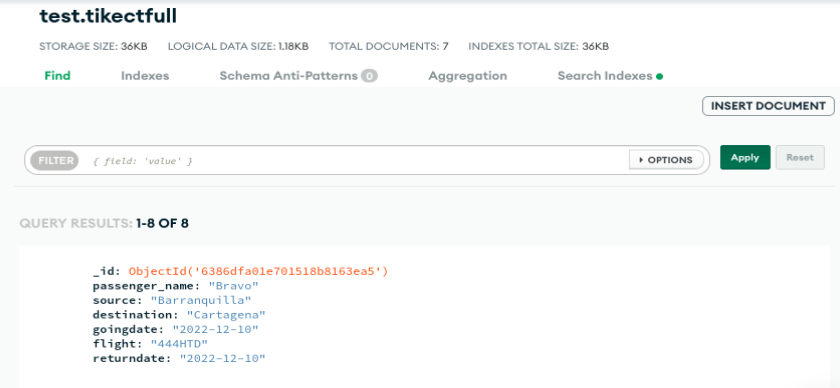 test.tikectfull
STORAGE SIZE: 36KB LOGICAL DATA SIZE: 1.18KB TOTAL DOCUMENTS: 7 INDEXES TOTAL SIZE: 36KB
Find Indexes Schema Anti-Patterns 0 Aggregation Search Indexes
INSERT DOCUMENT
FILTER { field: 'value' } OPTIONS Apply Reset
QUERY RESULTS: 1-8 OF 8
_id: ObjectId('6386dfa01e701518b8163ea5')
passenger_name: "Bravo"
source: "Barranquilla"
destination: "Cartagena"
goingdate: "2022-12-10"
flight: "444HTD"
returndate: "2022-12-10"